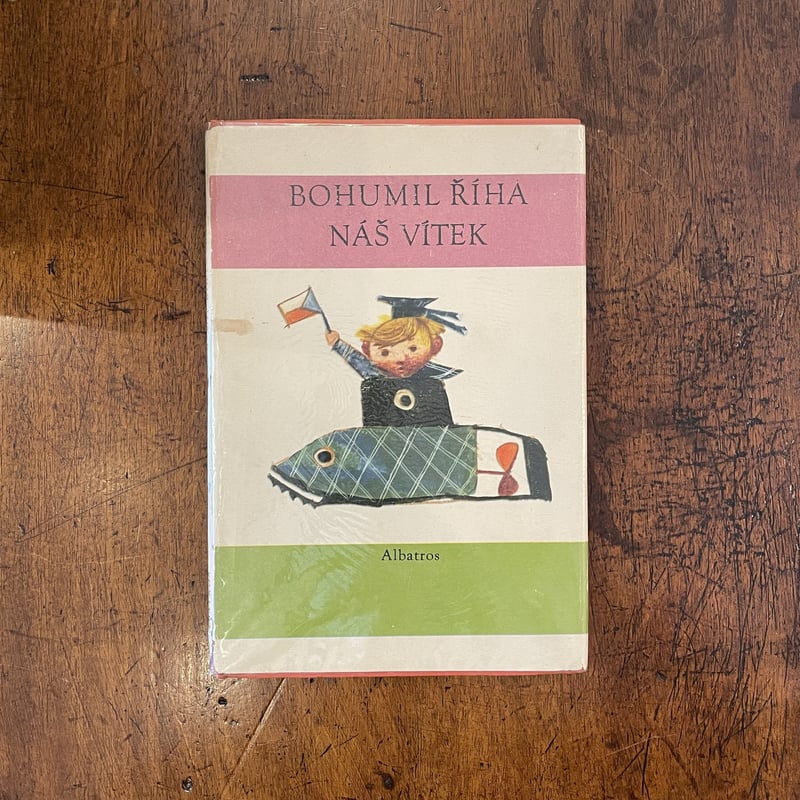 BOHUMIL ŘÍHA
NÁŠ VÍTEK
Albatros